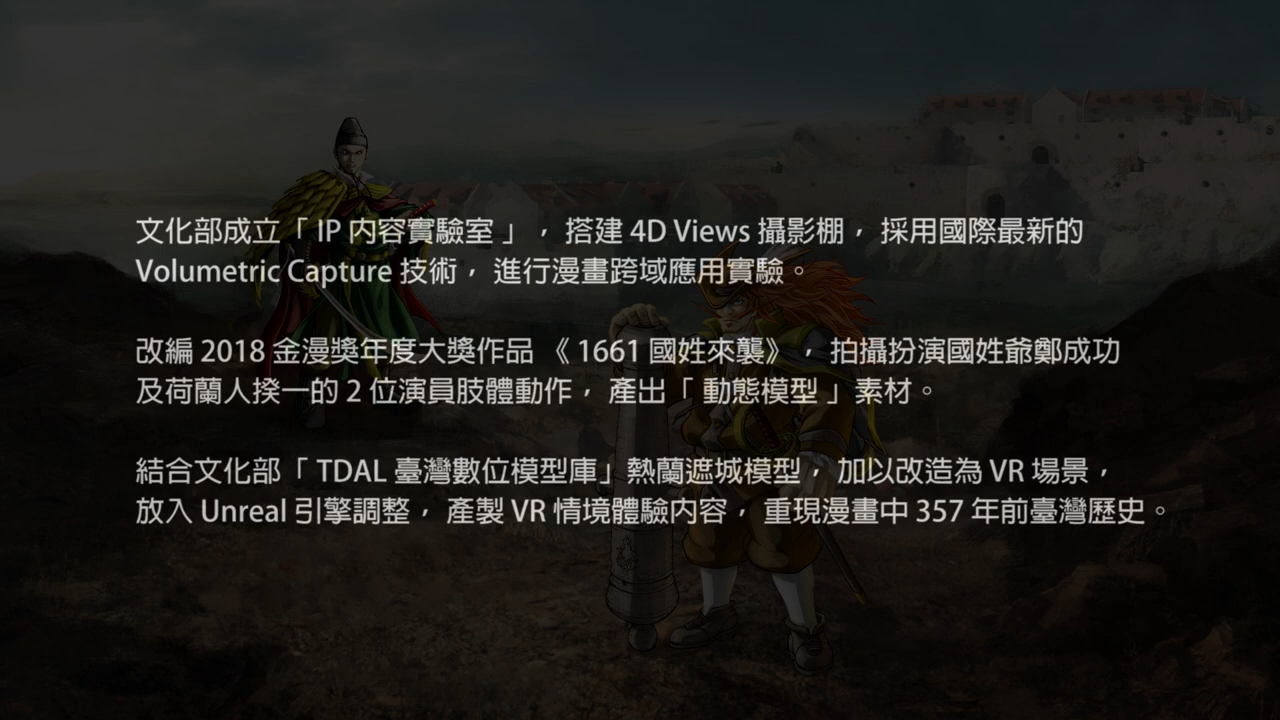 文化部成立「 IP 内容實驗室 」 ， 搭建 4D Views 攝影棚， 採用國際最新的
Volumetric Capture 技術， 進行漫畫跨域應用實驗。
改編 2018 金漫獎年度大獎作品 《 1661 國姓來襲》 ， 拍攝扮演國姓爺鄭成功
及荷蘭人揆一的 2 位演員肢體動作， 產出「 動態模型 」素材。
結合文化部「 TDAL 臺灣數位模型庫」熱蘭遮城模型， 加以改造為 VR 場景，
放入 Unreal 引擎調整， 產製 VR 情境體驗内容， 重現漫畫中 357 年前臺灣歷史。